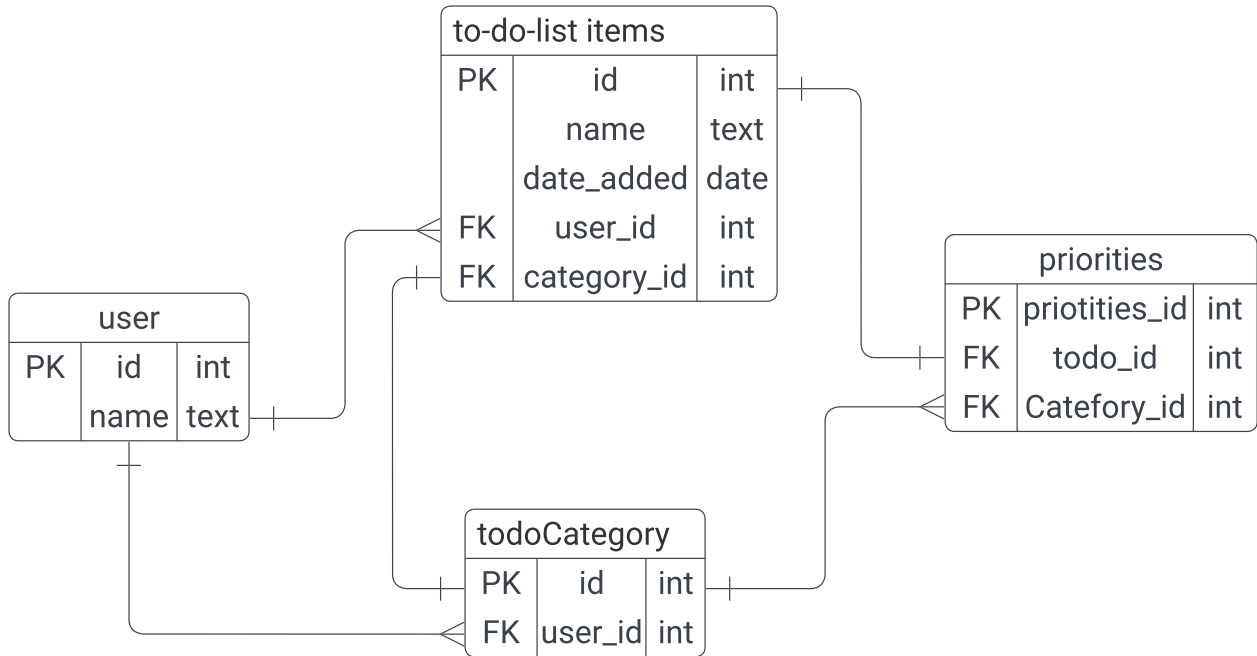 to-do-list items
PK id int
name text
date_added date
FK user_id int
FK category_id int
user
PK id int
name text
priorities
PK priotities_id int
FK todo_id int
FK Catefory_id int
todoCategory
PK id int
FK user_id int